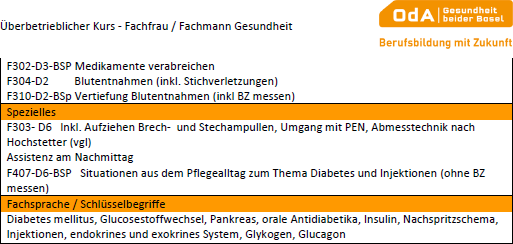 OdA Gesundheit beider Basel
Überbetrieblicher Kurs - Fachfrau / Fachmann Gesundheit
Berufsbildung mit Zukunft
F302-D3-BSP Medikamente verabreichen
F304-D2 Blutentnahmen (inkl. Stichverletzungen)
F310-D2-BSp Vertiefung Blutentnahmen (inkl BZ messen)
Spezielles
F303- D6 Inkl. Aufziehen Brech- und Stechampullen, Umgang mit PEN, Abmesstechnik nach
Hochstetter (vgl)
Assistenz am Nachmittag
F407-D6-BSP Situationen aus dem Pflegealltag zum Thema Diabetes und Injektionen (ohne BZ
messen)
Fachsprache / Schlüsselbegriffe
Diabetes mellitus, Glucosestoffwechsel, Pankreas, orale Antidiabetika, Insulin, Nachspritzschema,
Injektionen, endokrines und exokrines System, Glykogen, Glucagon